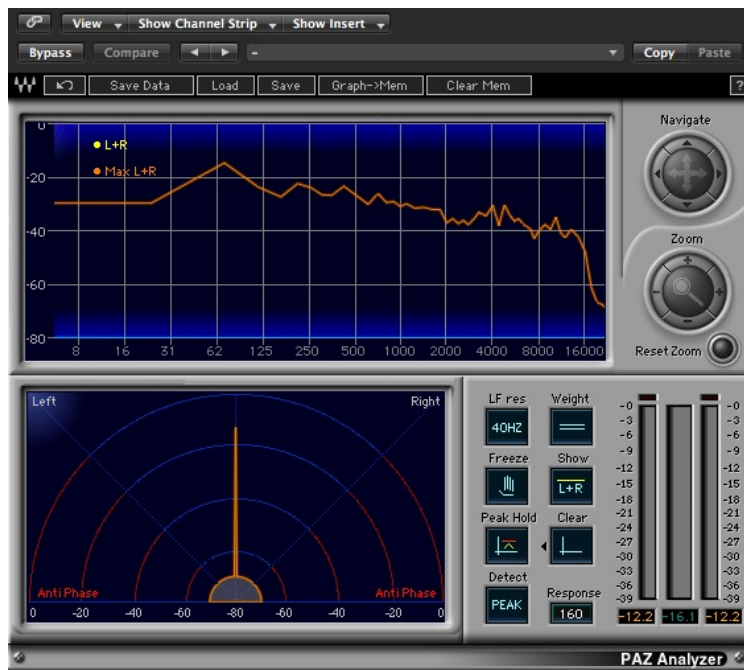 View Show Channel Strip Show Insert
Bypass Compare - Copy Paste
Save Data Load Save Graph->Mem Clear Mem ?
0
-20
-40
-60
-80
L+R
Max L+R
8 16 31 62 125 250 500 1000 2000 4000 8000 16000
Navigate
Zoom
Reset Zoom
Left Right
Anti Phase Anti Phase
0 -20 -40 -60 -80 -60 -40 -20 0
LF res Weight
40HZ
Freeze Show
L+R
Peak Hold Clear
Detect Response
PEAK 160
-0 -0
-3 -3
-6 -6
-9 -9
-12 -12
-15 -15
-18 -18
-21 -21
-24 -24
-27 -27
-30 -30
-33 -33
-36 -36
-39 -39
-12.2 -16.1 -12.2
PAZ Analyzer